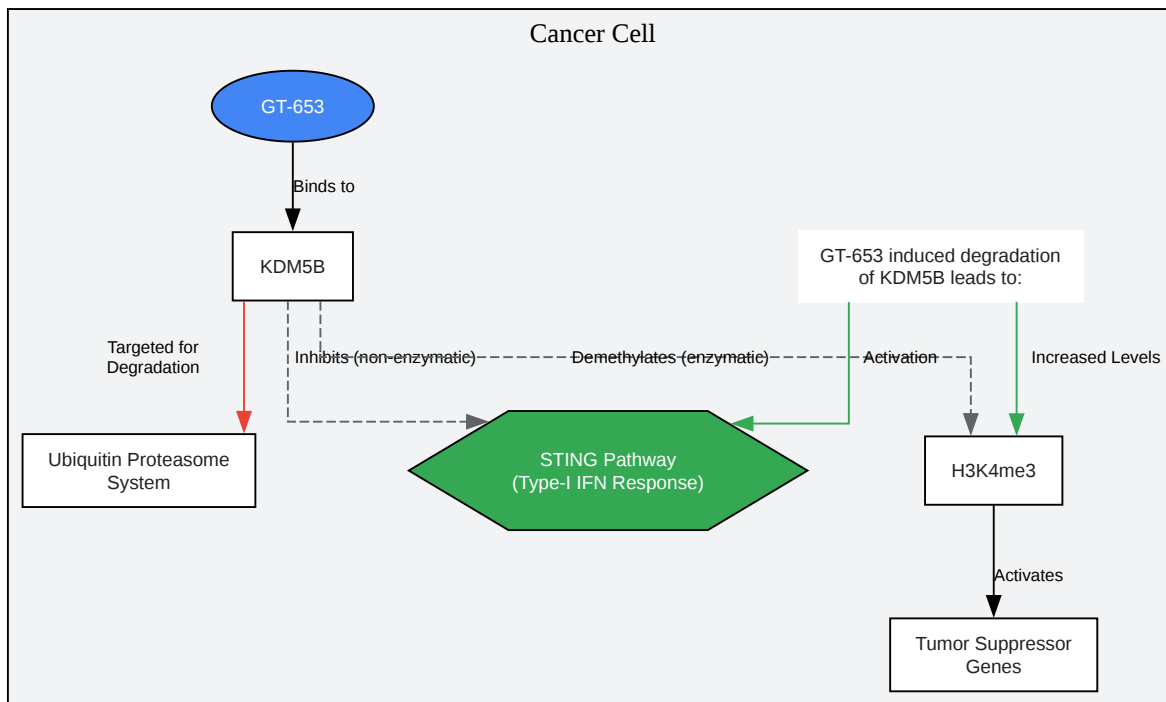 Cancer Cell
GT-653
Binds to
KDM5B
GT-653 induced degradation
of KDM5B leads to:
Targeted for
Degradation
Inhibits (non-enzymatic)
Demethylates (enzymatic)
Activation
Increased Levels
Ubiquitin Proteasome
System
STING Pathway
(Type-I IFN Response)
H3K4me3
Activates
Tumor Suppressor
Genes